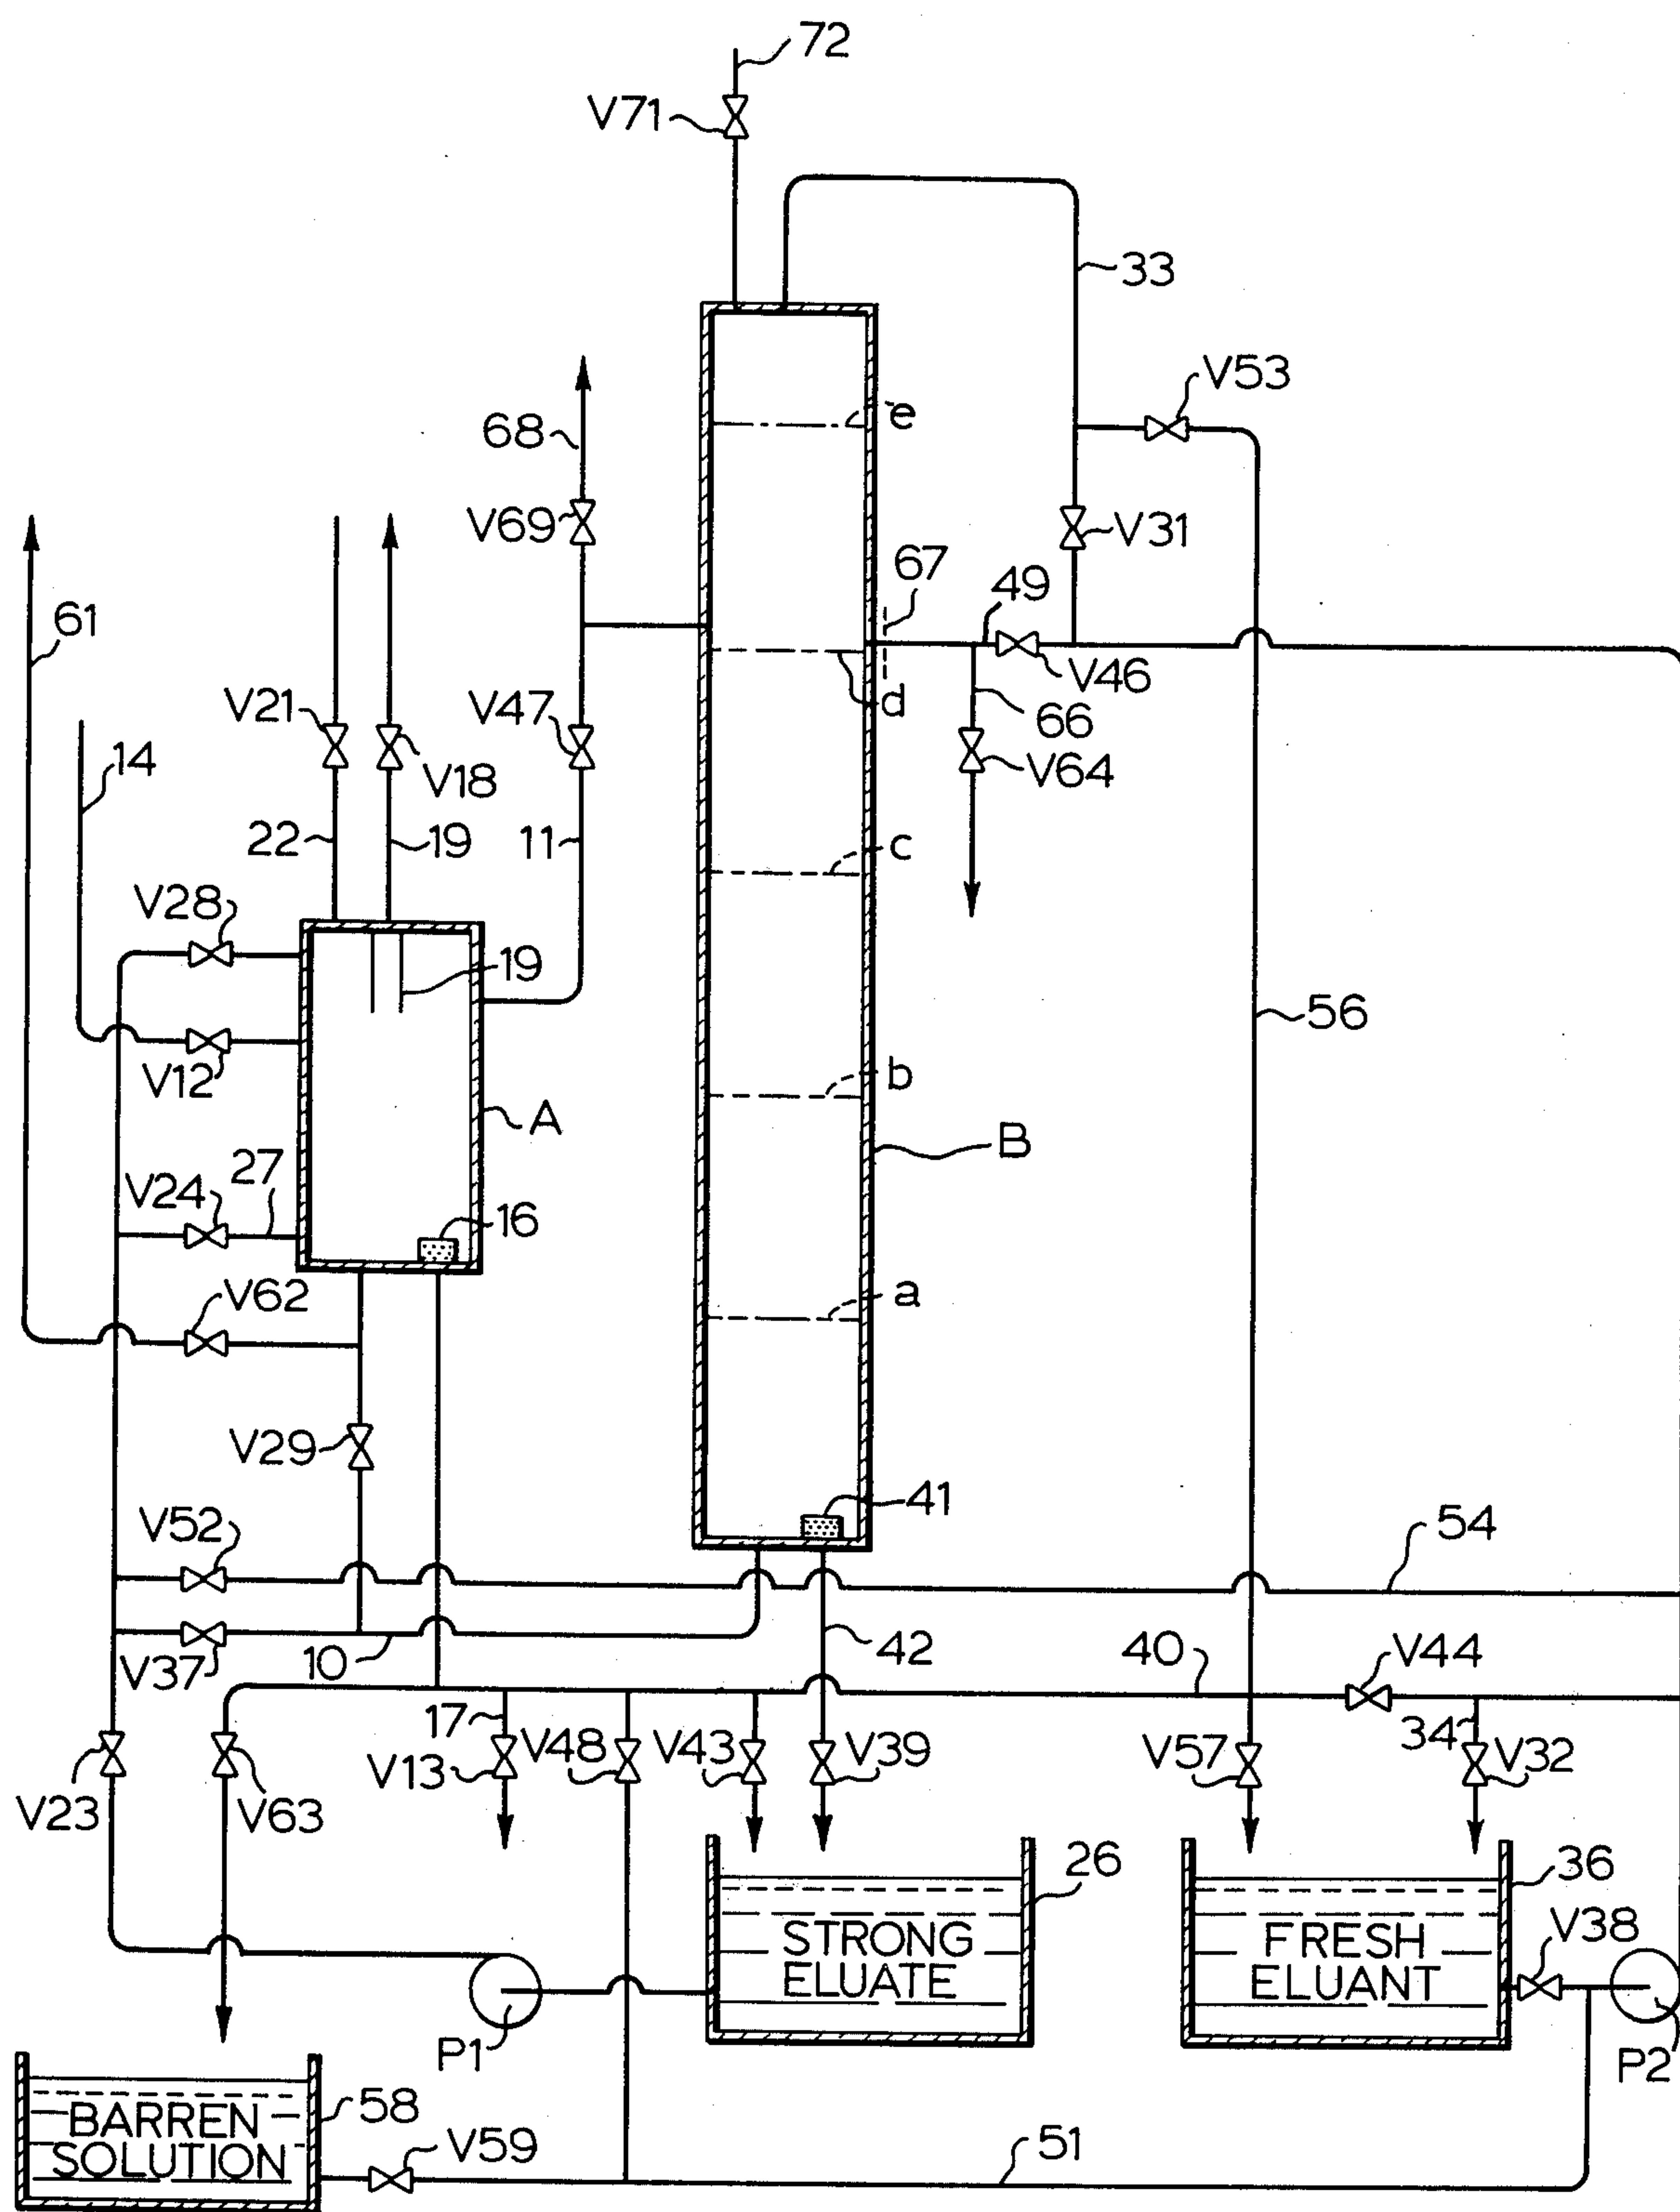 72
V71
33
V53
e
68
V69
V31
67
49
61
V46
d
V21
V47
66
14
V18
V64
22
19
11
c
V28
19
56
V12
b
A
B
V24
27
16
a
V62
V29
41
V52
54
V37
10
42
40
V44
17
34
V13
V48
V43
V39
V57
V32
V23
V63
26
36
STRONG
ELUATE
FRESH
ELUANT
V38
P1
P2
BARREN
SOLUTION
58
V59
51